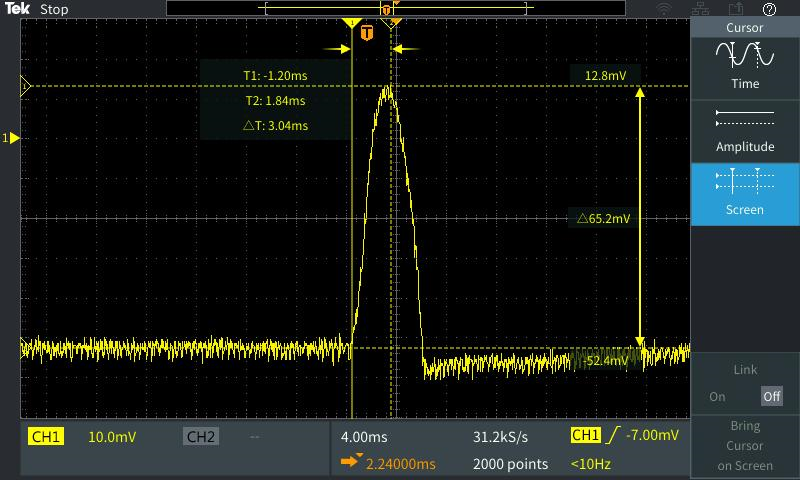 Tek Stop
Cursor
T
1
T1: -1.20ms
T2: 1.84ms
△T: 3.04ms
12.8mV
Time
1
Amplitude
△65.2mV
Screen
-52.4mV
Link
On Off
CH1 10.0mV CH2 -- 4.00ms 31.2kS/s CH1 -7.00mV
2.24000ms 2000 points <10Hz
Bring
Cursor
on Screen